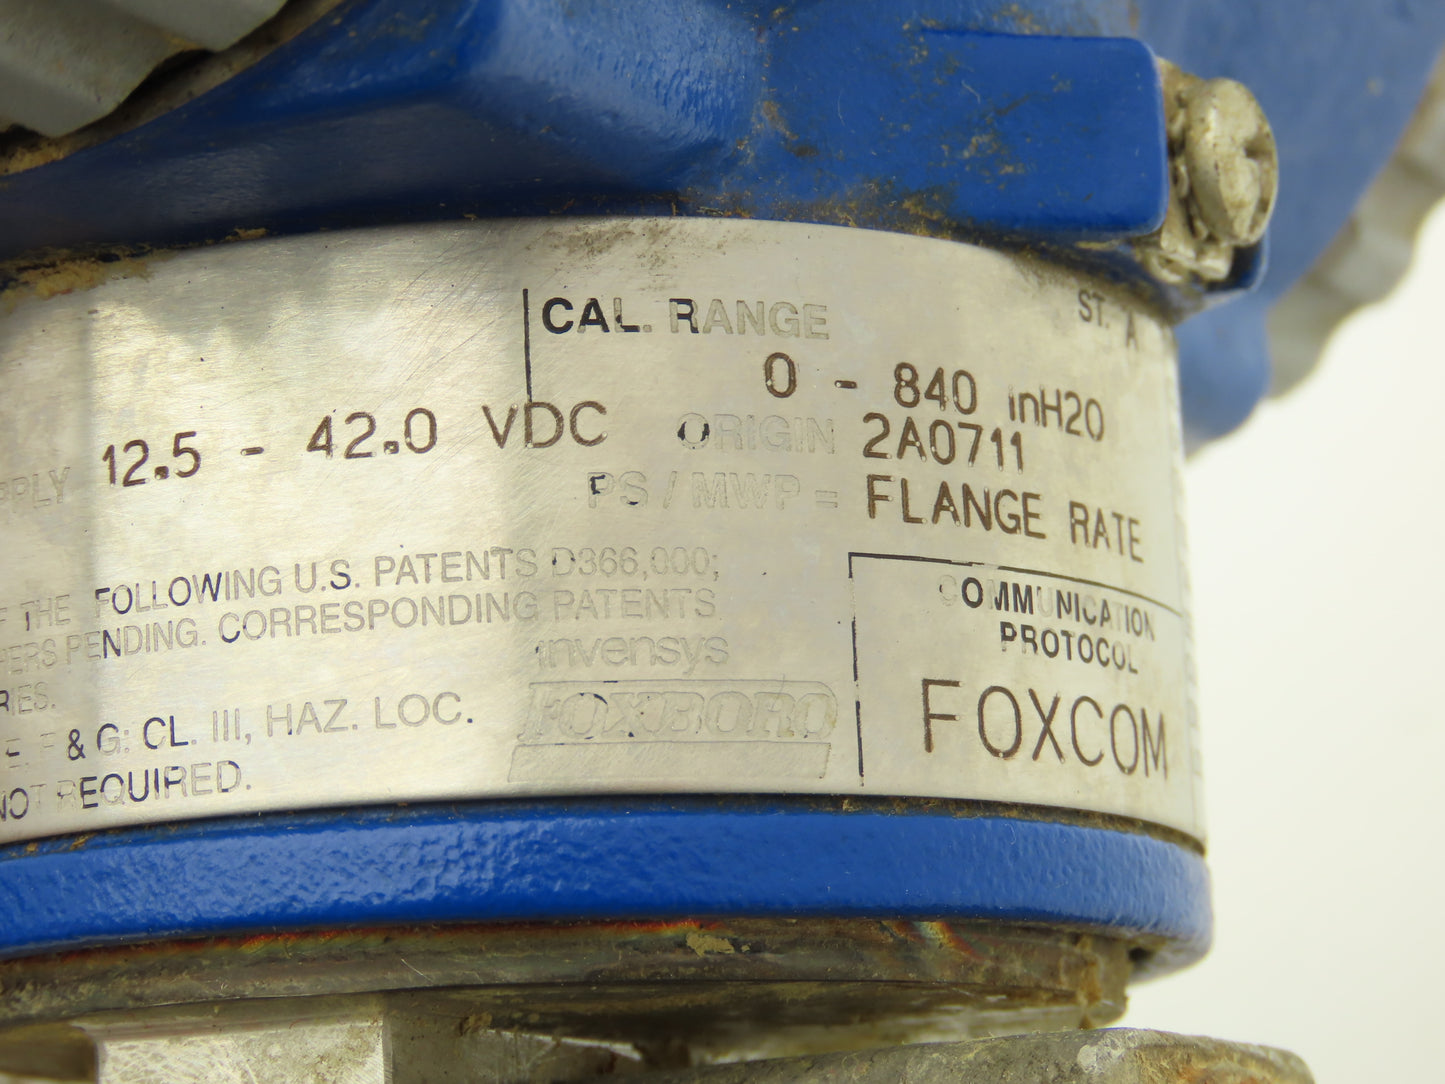 CAL. RANGE
ST. A
0 - 840 inH20
PPLY 12.5 - 42.0 VDC
ORIGIN 2A0711
PS / MWP = FLANGE RATE
F THE FOLLOWING U.S. PATENTS D366,000;
PERS PENDING. CORRESPONDING PATENTS
RIES.
invensys
FOXBORO
COMMUNICATION
PROTOCOL
FOXCOM
E, F & G: CL. III, HAZ. LOC.
NOT REQUIRED.